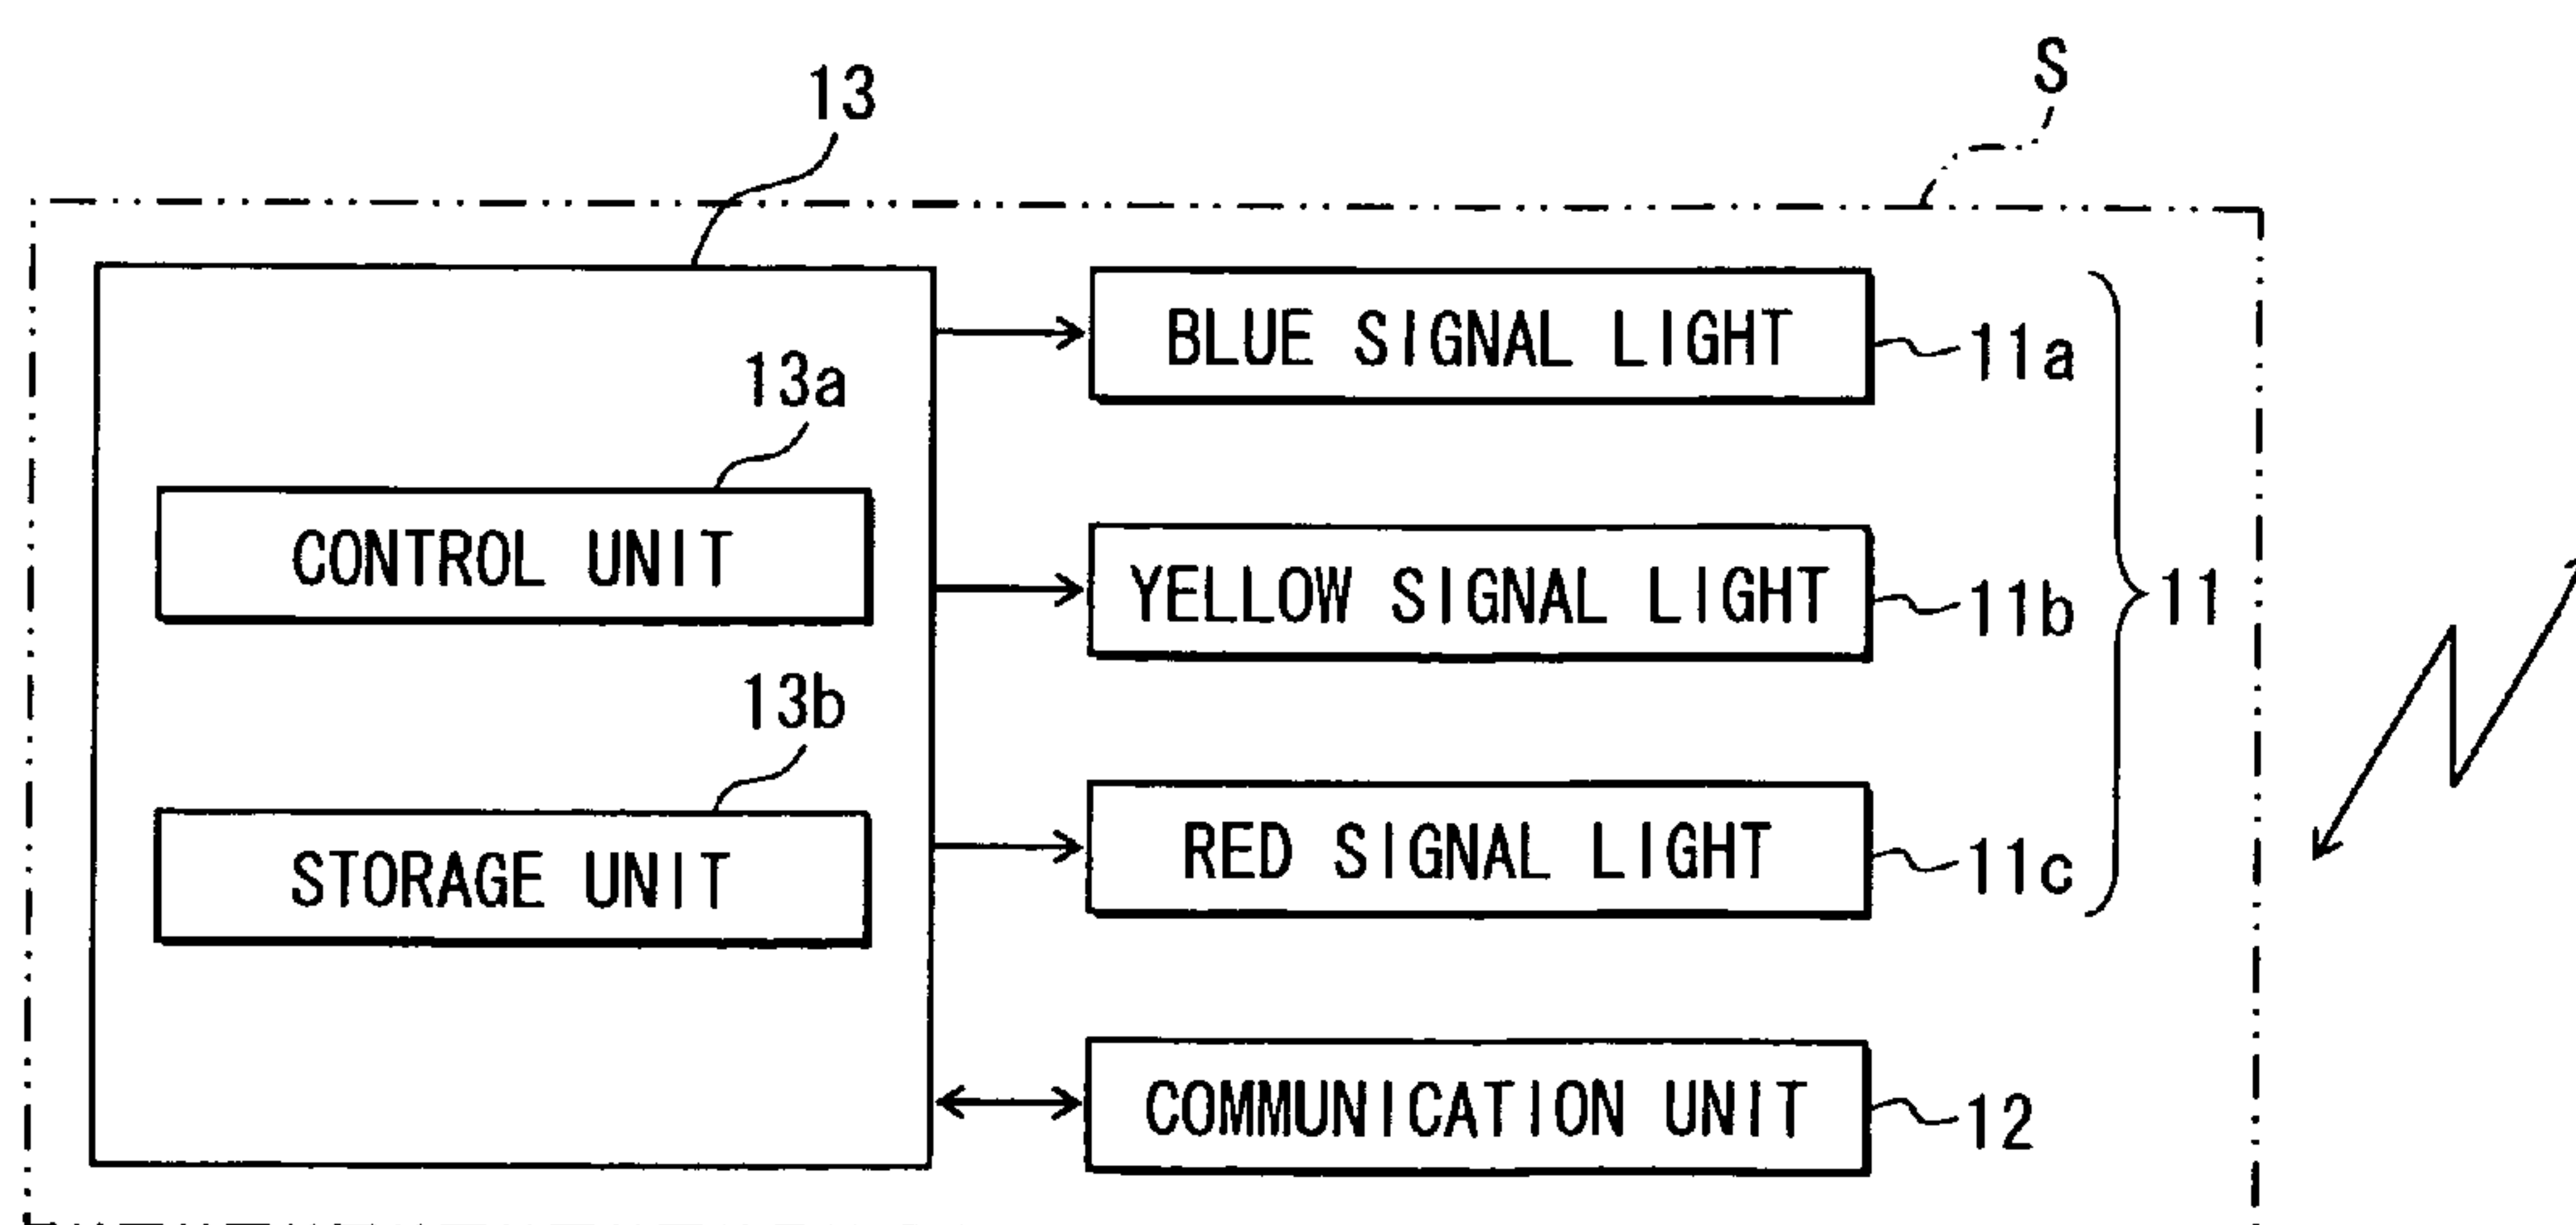 S
13
BLUE SIGNAL LIGHT
11a
13a
CONTROL UNIT
YELLOW SIGNAL LIGHT
11b
11
13b
STORAGE UNIT
RED SIGNAL LIGHT
11c
COMMUNICATION UNIT
12